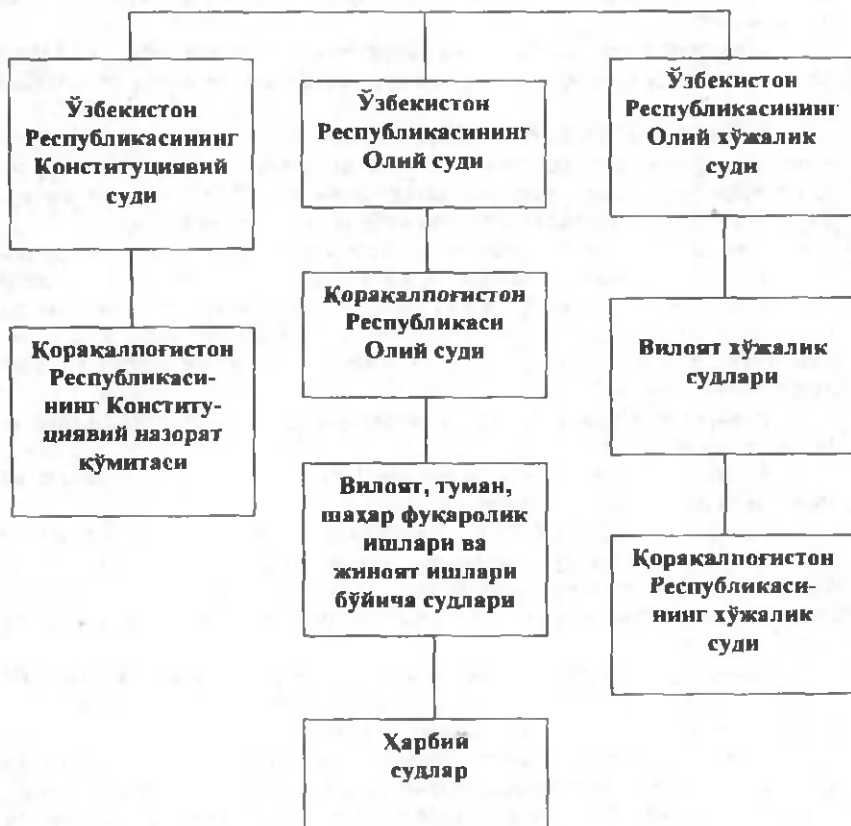 Ўзбекистон
Республикасининг
Конституциявий
суди
Қорақалпоғистон
Республикаси-
нинг Конститу-
циявий назорат
қўмитаси
Ўзбекистон
Республикасининг
Олий суди
Қорақалпоғистон
Республикаси
Олий суди
Вилоят, туман,
шаҳар фуқаролик
ишлари ва
жиноят ишлари
бўйича судлари
Ҳарбий
судлар
Ўзбекистон
Республикасининг
Олий хўжалик
суди
Вилоят хўжалик
судлари
Қорақалпоғистон
Республикаси-
нинг хўжалик
суди